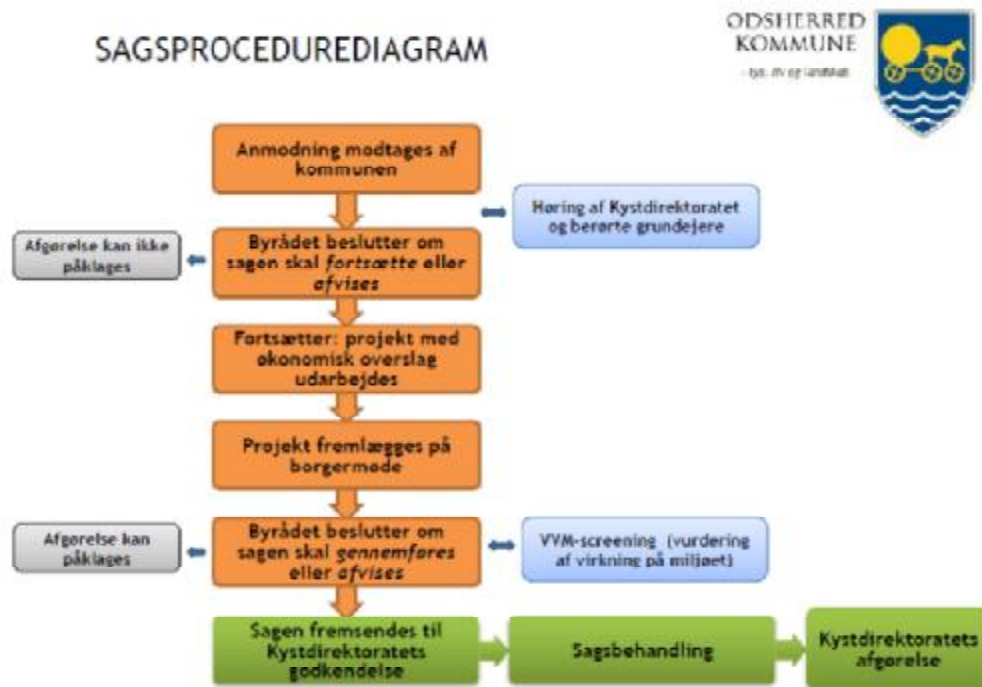 SAGSPROCEDUREDIAGRAM
ODSHERRED
KOMMUNE
Anmodning modtages af
kommunen
Høring af Kystdirektoratet
og berørte grundejere
Afgørelse kan ikke
påklages
Byrådet beslutter om
sagen skal fortsætte eller
afvises
Fortsætter: projekt med
økonomisk overslag
udarbejdes
Projekt fremlægges på
borgermøde
Afgørelse kan
påklages
Byrådet beslutter om
sagen skal gennemføres
eller afvises
VVM-screening (vurdering
af virkning på miljøet)
Sagen fremsendes til
Kystdirektoratets
godkendelse
Sagsbehandling
Kystdirektoratets
afgørelse